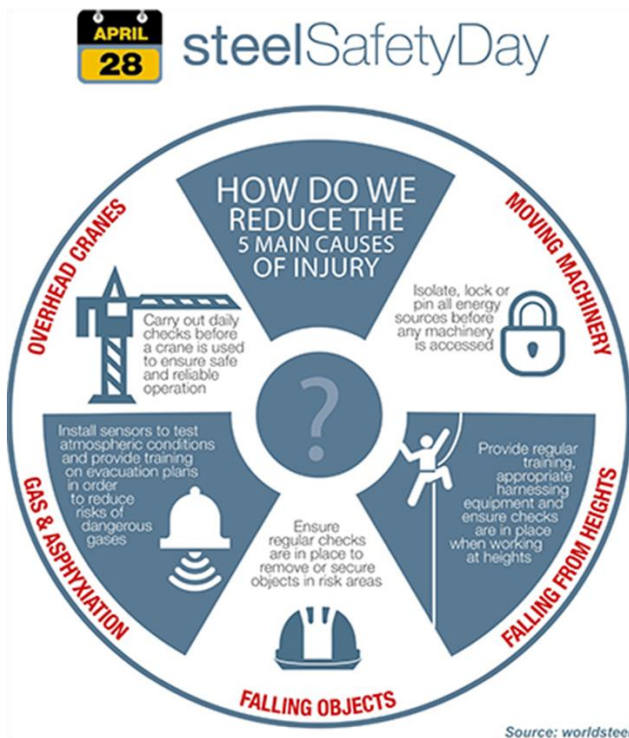 APRIL
28
steelSafetyDay
HOW DO WE
REDUCE THE
5 MAIN CAUSES
OF INJURY
OVERHEAD CRANES
Carry out daily
checks before
a crane is used
to ensure safe
and reliable
operation
MOVING MACHINERY
Isolate, lock or
pin all energy
sources before
any machinery
is accessed
?
GAS & ASPHYXIATION
Install sensors to test
atmospheric conditions
and provide training
on evacuation plans
in order
to reduce
risks of
dangerous
gases
Ensure
regular checks
are in place to
remove or secure
objects in risk areas
FALLING OBJECTS
Provide regular
training,
appropriate
harnessing
equipment and
ensure checks
are in place
when working
at heights
FALLING FROM HEIGHTS
Source: worldsteel